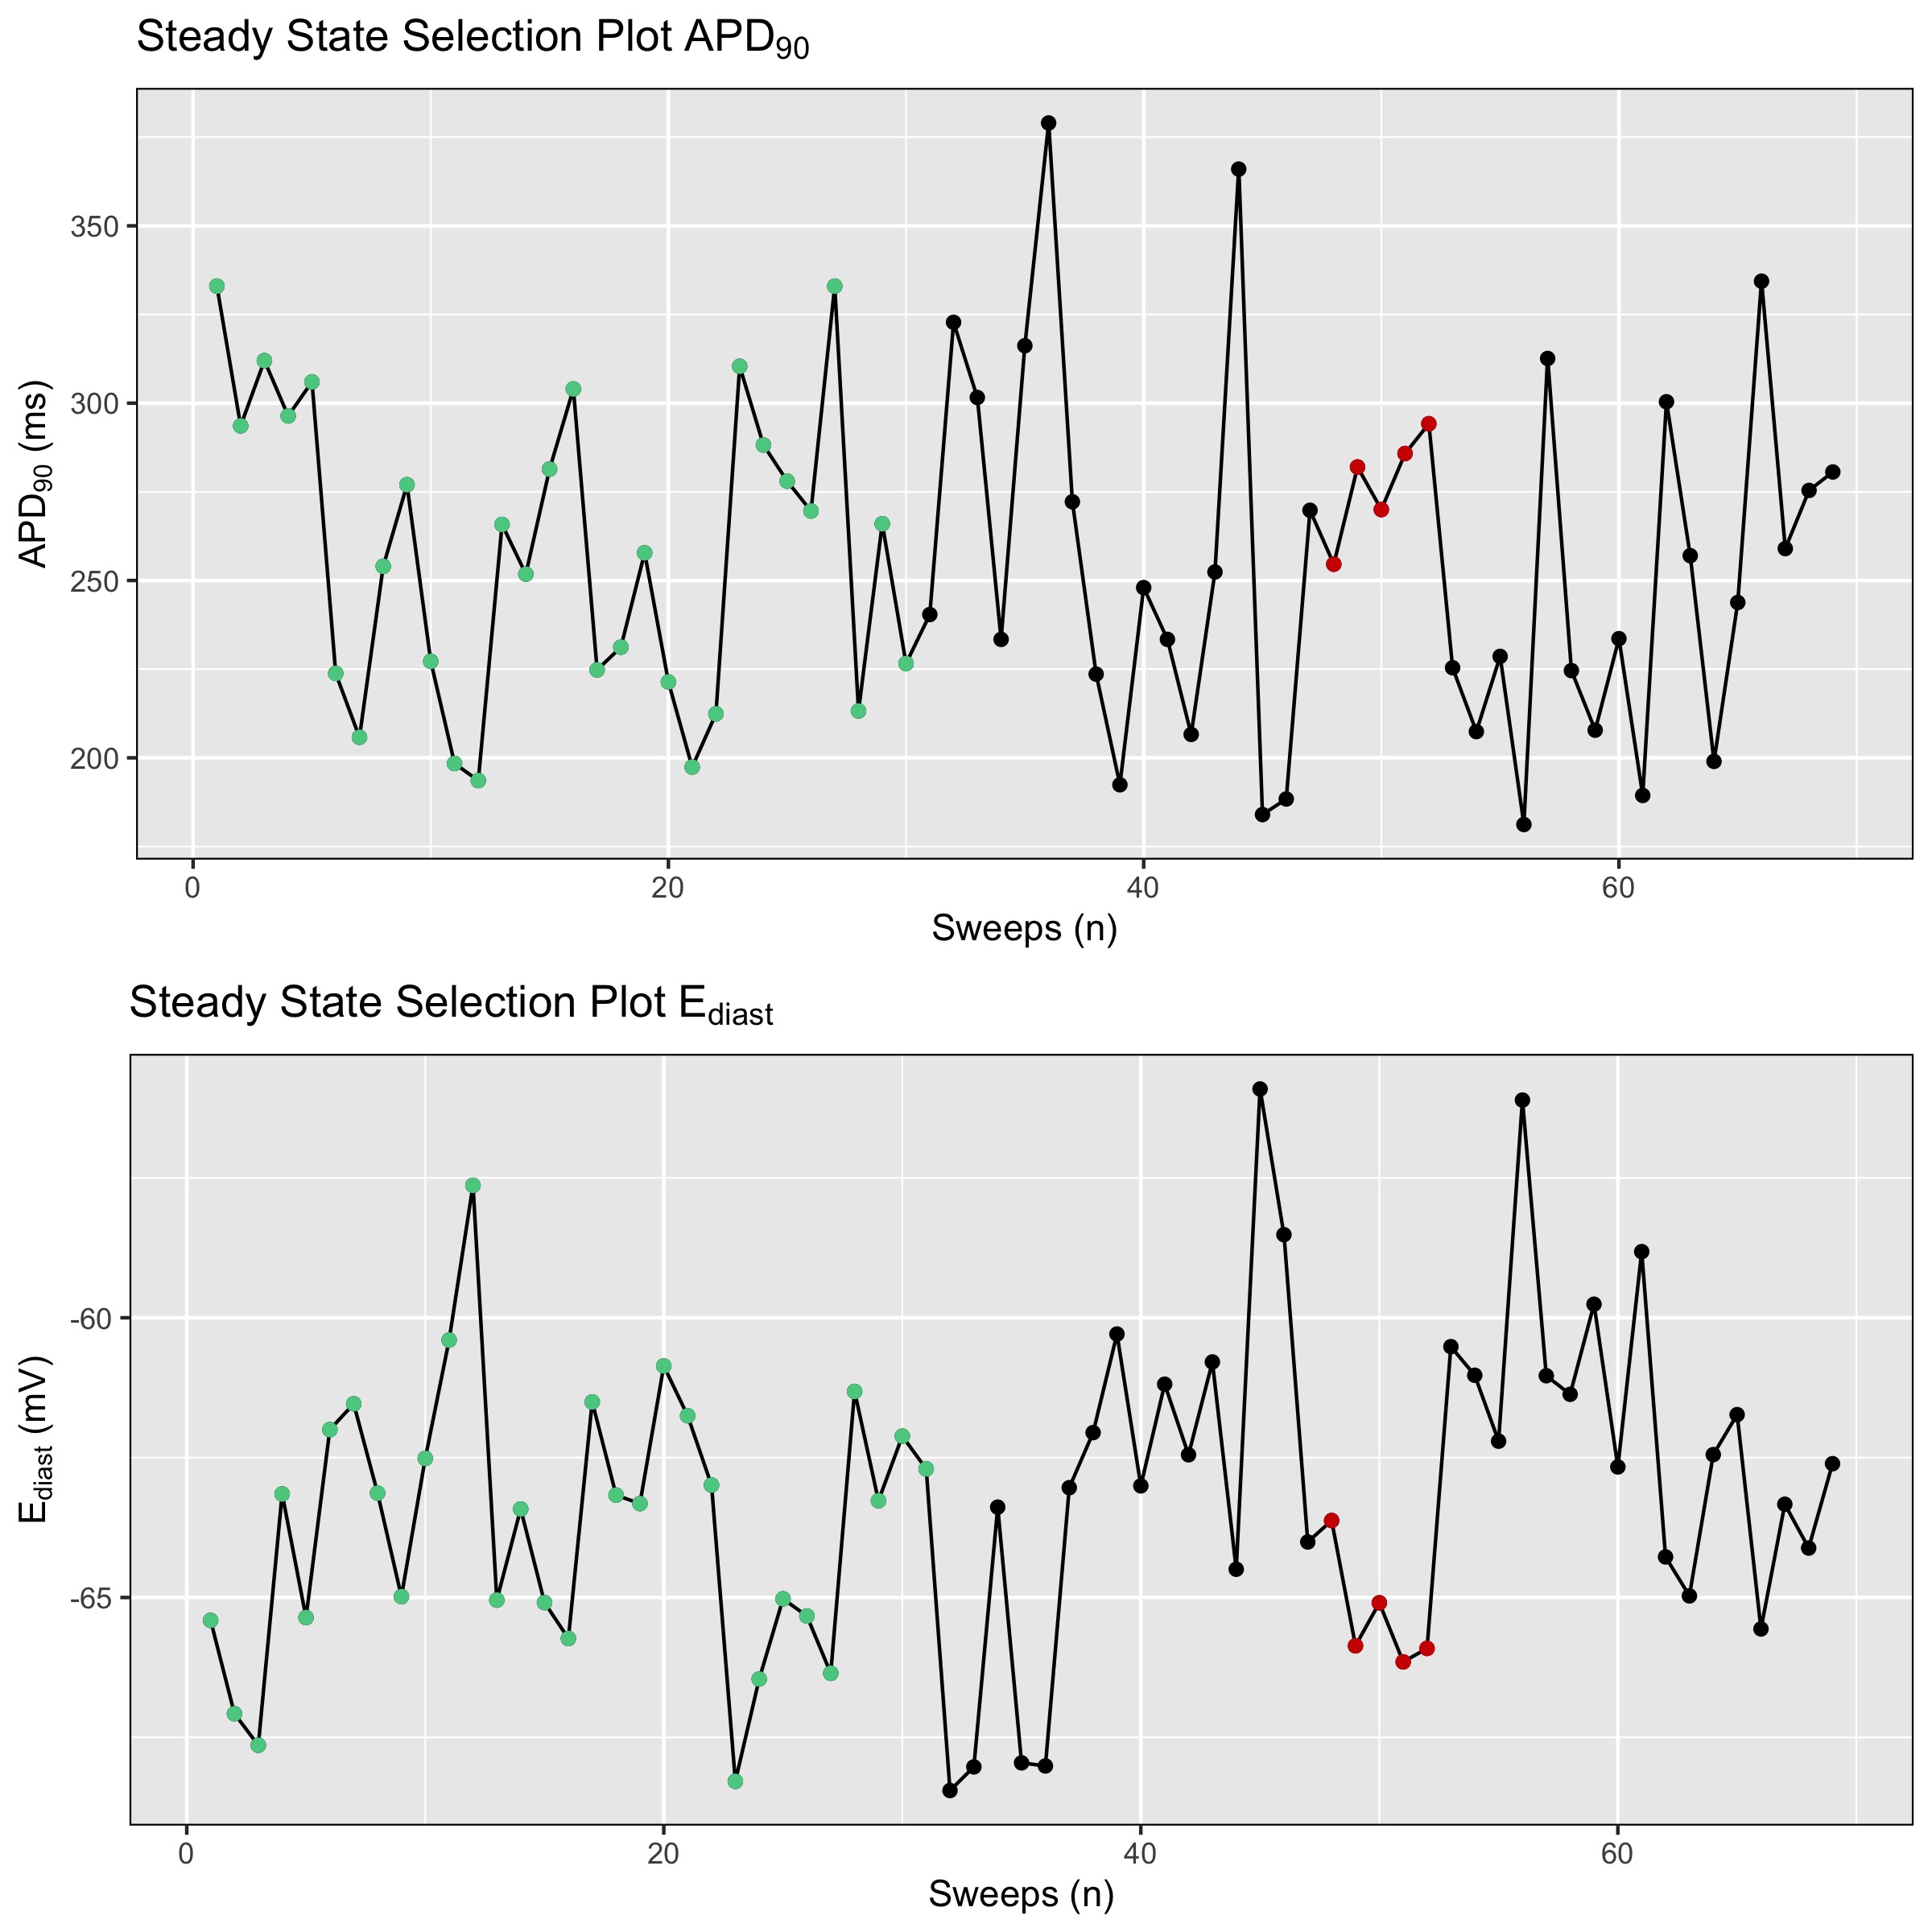 Steady State Selection Plot APD90
350
300
250
200
APD90 (ms)
0 20 40 60
Sweeps (n)
Steady State Selection Plot Ediast
-60
-65
Ediast (mV)
0 20 40 60
Sweeps (n)